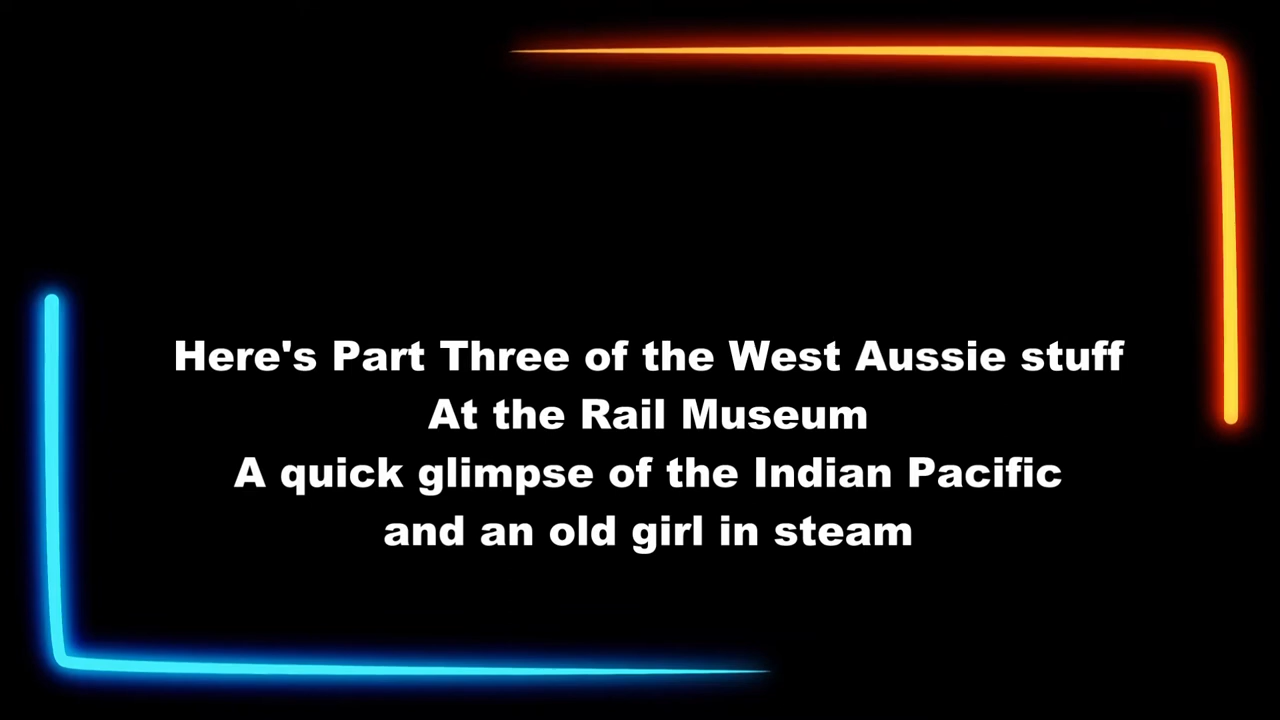 Here's Part Three of the West Aussie stuff
At the Rail Museum
A quick glimpse of the Indian Pacific
and an old girl in steam